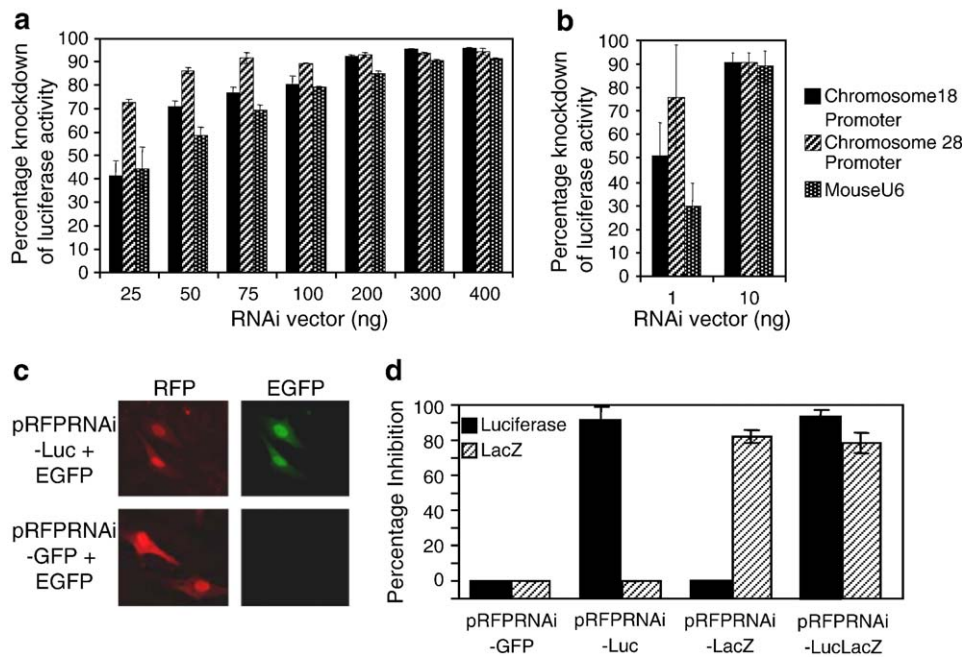 a
Percentage knockdown
of luciferase activity
100
90
80
70
60
50
40
30
20
10
0
25 50 75 100 200 300 400
RNAi vector (ng)
b
Percentage knockdown
of luciferase activity
100
90
80
70
60
50
40
30
20
10
0
1 10
RNAi vector (ng)
Chromosome18
Promoter
Chromosome 28
Promoter
MouseU6
c
RFP EGFP
pRFPRNAi
-Luc +
EGFP
pRFPRNAi
-GFP +
EGFP
d
Percentage Inhibition
100
80
60
40
20
0
Luciferase
LacZ
pRFPRNAi pRFPRNAi pRFPRNAi pRFPRNAi
-GFP -Luc -LacZ -LucLacZ